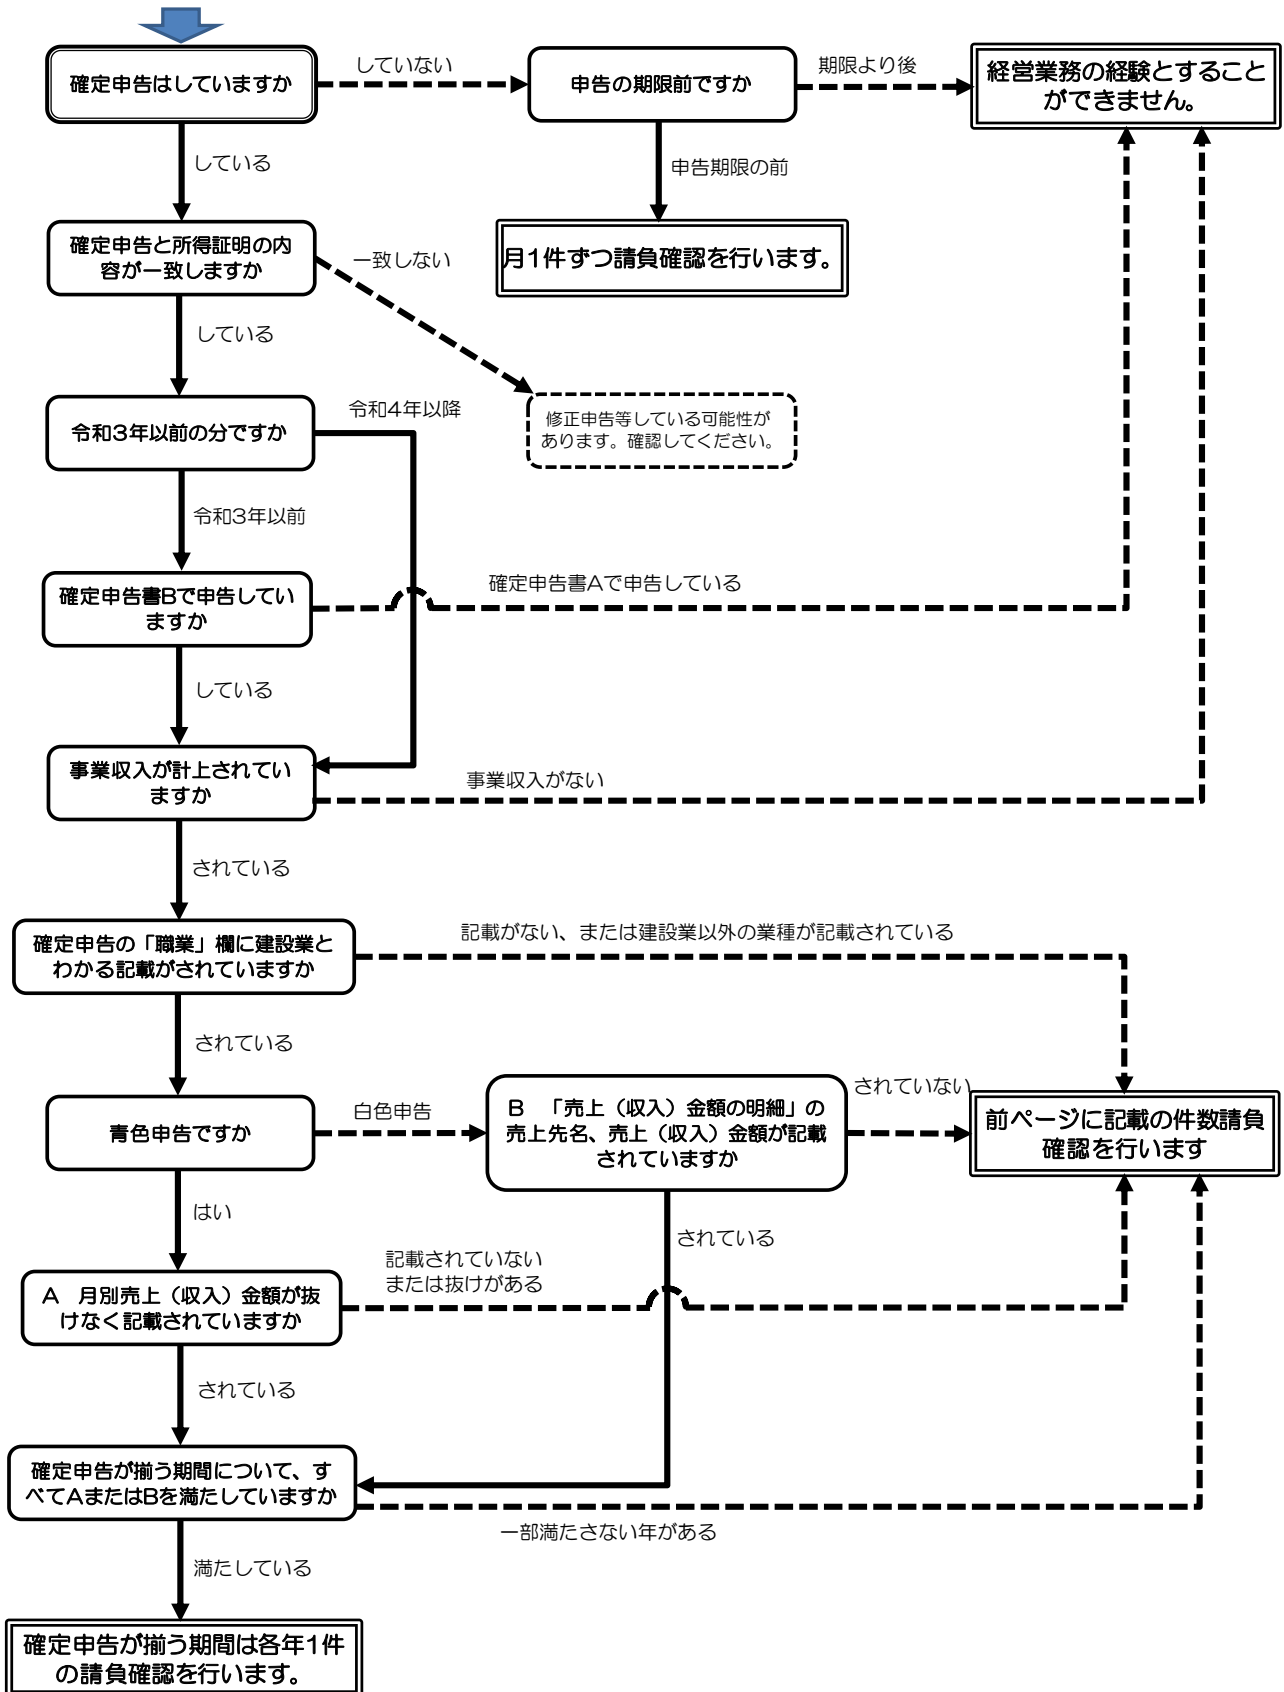 確定申告はしていますか
していない
申告の期限前ですか
期限より後
経営業務の経験とすること
ができません。
している
申告期限の前
確定申告と所得証明の内
容が一致しますか
一致しない
月1件ずつ請負確認を行います。
している
令和3年以前の分ですか
令和4年以降
修正申告等している可能性が
あります。確認してください。
令和3年以前
確定申告書Bで申告してい
ますか
確定申告書Aで申告している
している
事業収入が計上されてい
ますか
事業収入がない
されている
確定申告の「職業」欄に建設業と
わかる記載がされていますか
記載がない、または建設業以外の業種が記載されている
されている
青色申告ですか
白色申告
B 「売上（収入）金額の明細」の
売上先名、売上（収入）金額が記載
されていますか
されていない
前ページに記載の件数請負
確認を行います
はい
されている
A 月別売上（収入）金額が抜
けなく記載されていますか
記載されていない
または抜けがある
されている
確定申告が揃う期間について、す
べてAまたはBを満たしていますか
一部満たさない年がある
満たしている
確定申告が揃う期間は各年1件
の請負確認を行います。